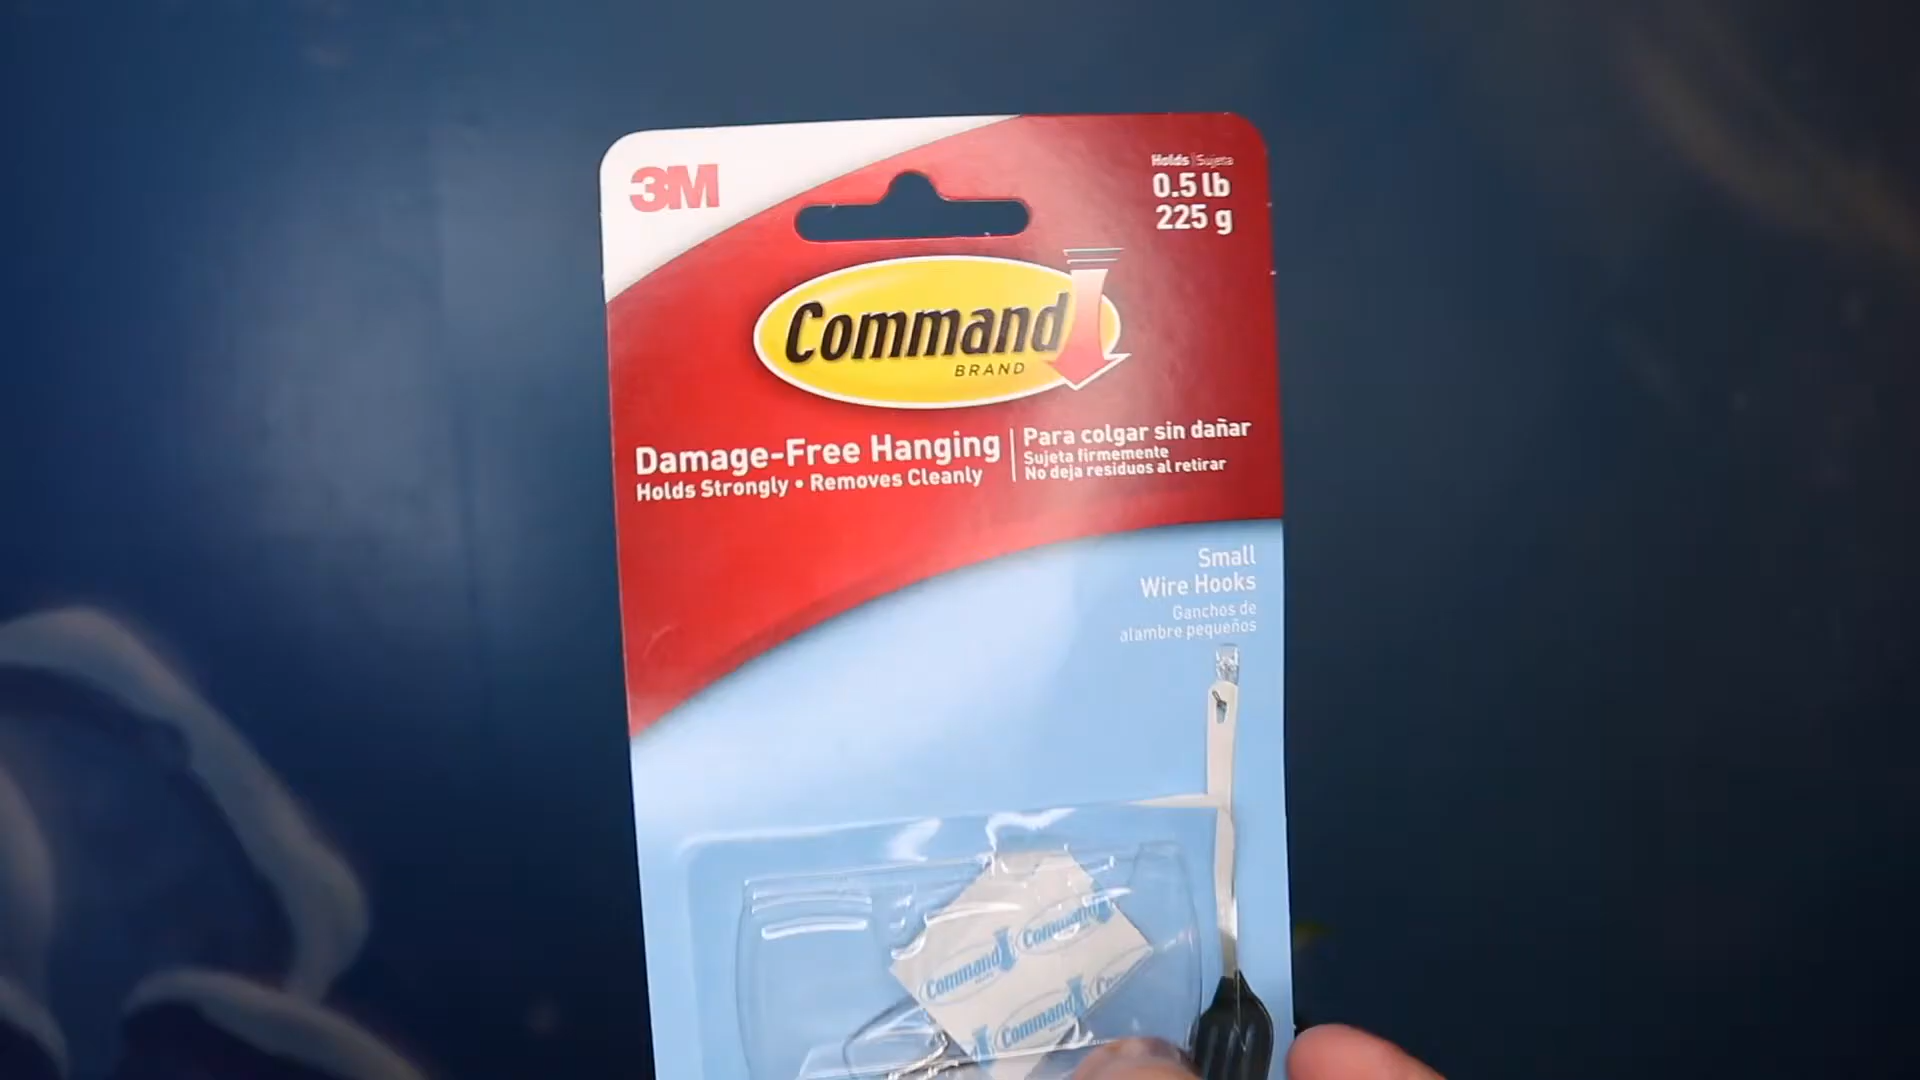 3M
Holds | Sujeta
0.5 lb
225 g
Command
BRAND
Damage-Free Hanging
Holds Strongly • Removes Cleanly
Para colgar sin dañar
Sujeta firmemente
No deja residuos al retirar
Small
Wire Hooks
Ganchos de
alambre pequeños
Command
Command
Command